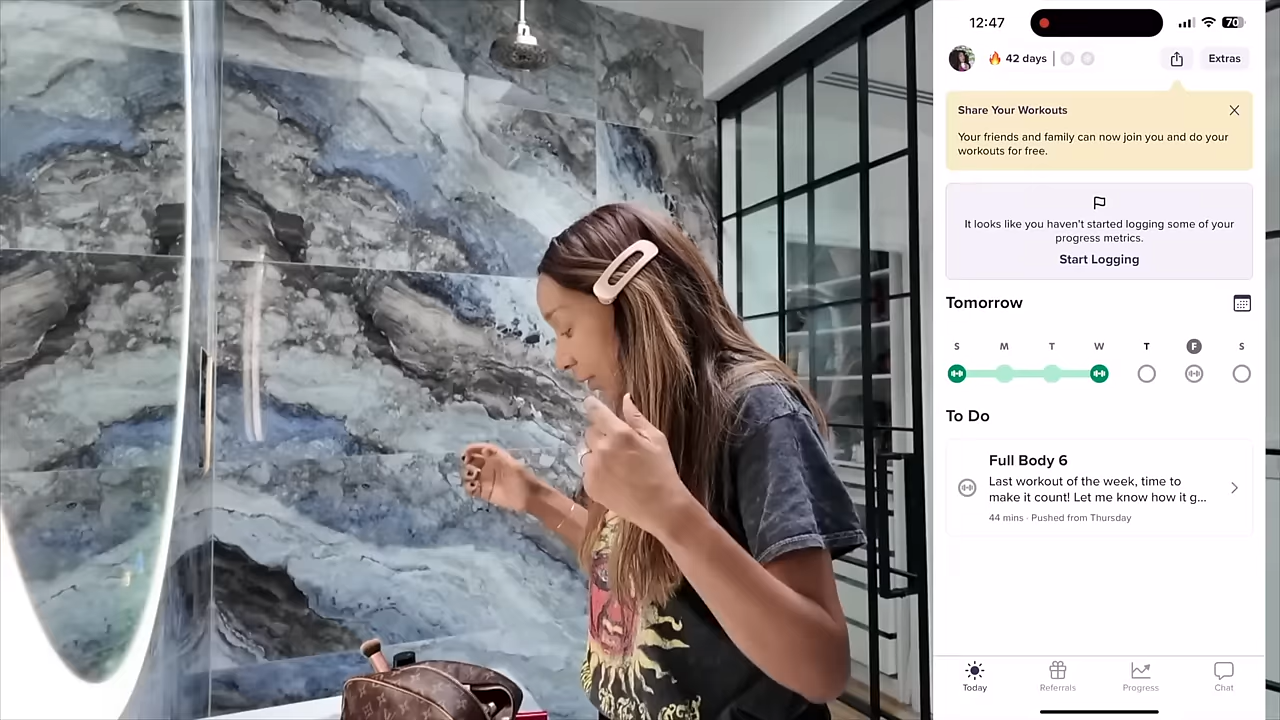 12:47
70
42 days
Extras
Share Your Workouts
Your friends and family can now join you and do your
workouts for free.
It looks like you haven't started logging some of your
progress metrics.
Start Logging
Tomorrow
S M T W T F S
To Do
Full Body 6
Last workout of the week, time to
make it count! Let me know how it g...
44 mins · Pushed from Thursday
Today Referrals Progress Chat